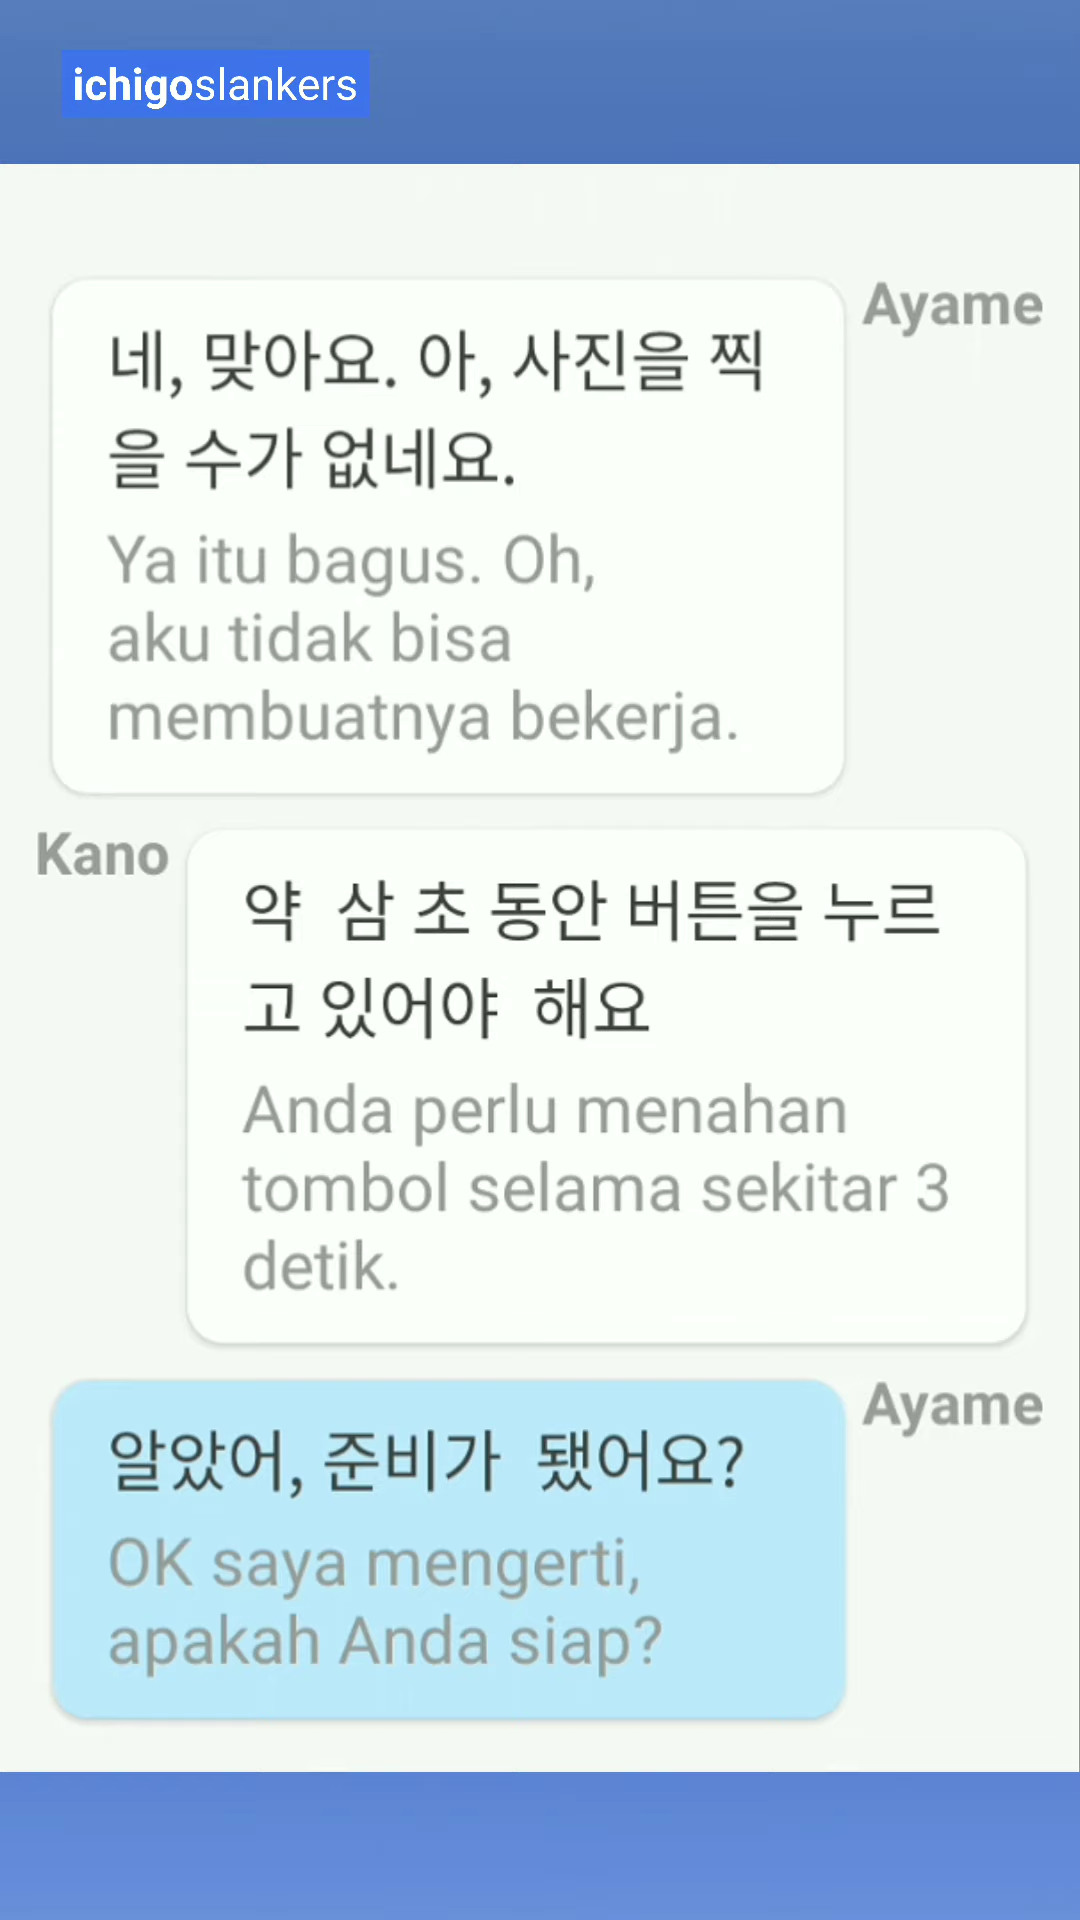 ichigoslankers
Ayame
네, 맞아요. 아, 사진을 찍
을 수가 없네요.
Ya itu bagus. Oh,
aku tidak bisa
membuatnya bekerja.
Kano
약 삼 초 동안 버튼을 누르
고 있어야 해요
Anda perlu menahan
tombol selama sekitar 3
detik.
Ayame
알았어, 준비가 됐어요?
OK saya mengerti,
apakah Anda siap?